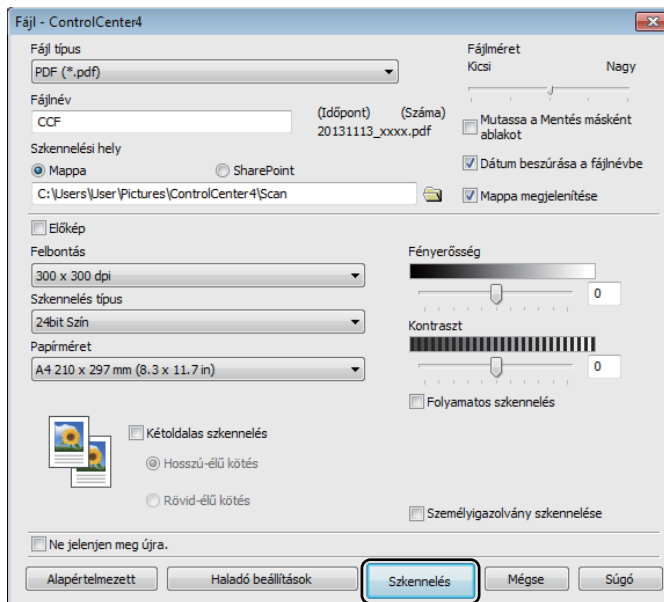 Fájl - ControlCenter4
Fájl típus
PDF (*.pdf)
Fájlnév
CCF
(Időpont) (Száma)
20131113_xxxx.pdf
Szkennelési hely
Mappa SharePoint
C:\Users\User\Pictures\ControlCenter4\Scan
Fájlméret
Kicsi Nagy
Mutassa a Mentés másként
ablakot
Dátum beszúrása a fájlnévbe
Mappa megjelenítése
Előkép
Felbontás
300 x 300 dpi
Szkennelés típus
24bit Szín
Papírméret
A4 210 x 297 mm (8.3 x 11.7 in)
Fényerősség
0
Kontraszt
0
Folyamatos szkennelés
Kétoldalas szkennelés
Hosszú-élű kötés
Rövid-élű kötés
Személyigazolvány szkennelése
Ne jelenjen meg újra.
Alapértelmezett Haladó beállítások Szkennelés Mégse Súgó